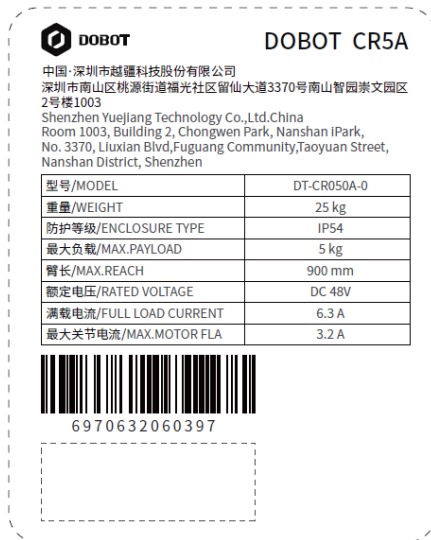 DOBOT
DOBOT CR5A
中国·深圳市越疆科技股份有限公司
深圳市南山区桃源街道福光社区留仙大道3370号南山智园崇文园区
2号楼1003
Shenzhen Yuejiang Technology Co.,Ltd.China
Room 1003, Building 2, Chongwen Park, Nanshan iPark,
No. 3370, Liuxian Blvd,Fuguang Community,Taoyuan Street,
Nanshan District, Shenzhen
型号/MODEL DT-CR050A-0
重量/WEIGHT 25 kg
防护等级/ENCLOSURE TYPE IP54
最大负载/MAX.PAYLOAD 5 kg
臂长/MAX.REACH 900 mm
额定电压/RATED VOLTAGE DC 48V
满载电流/FULL LOAD CURRENT 6.3 A
最大关节电流/MAX.MOTOR FLA 3.2 A
6970632060397